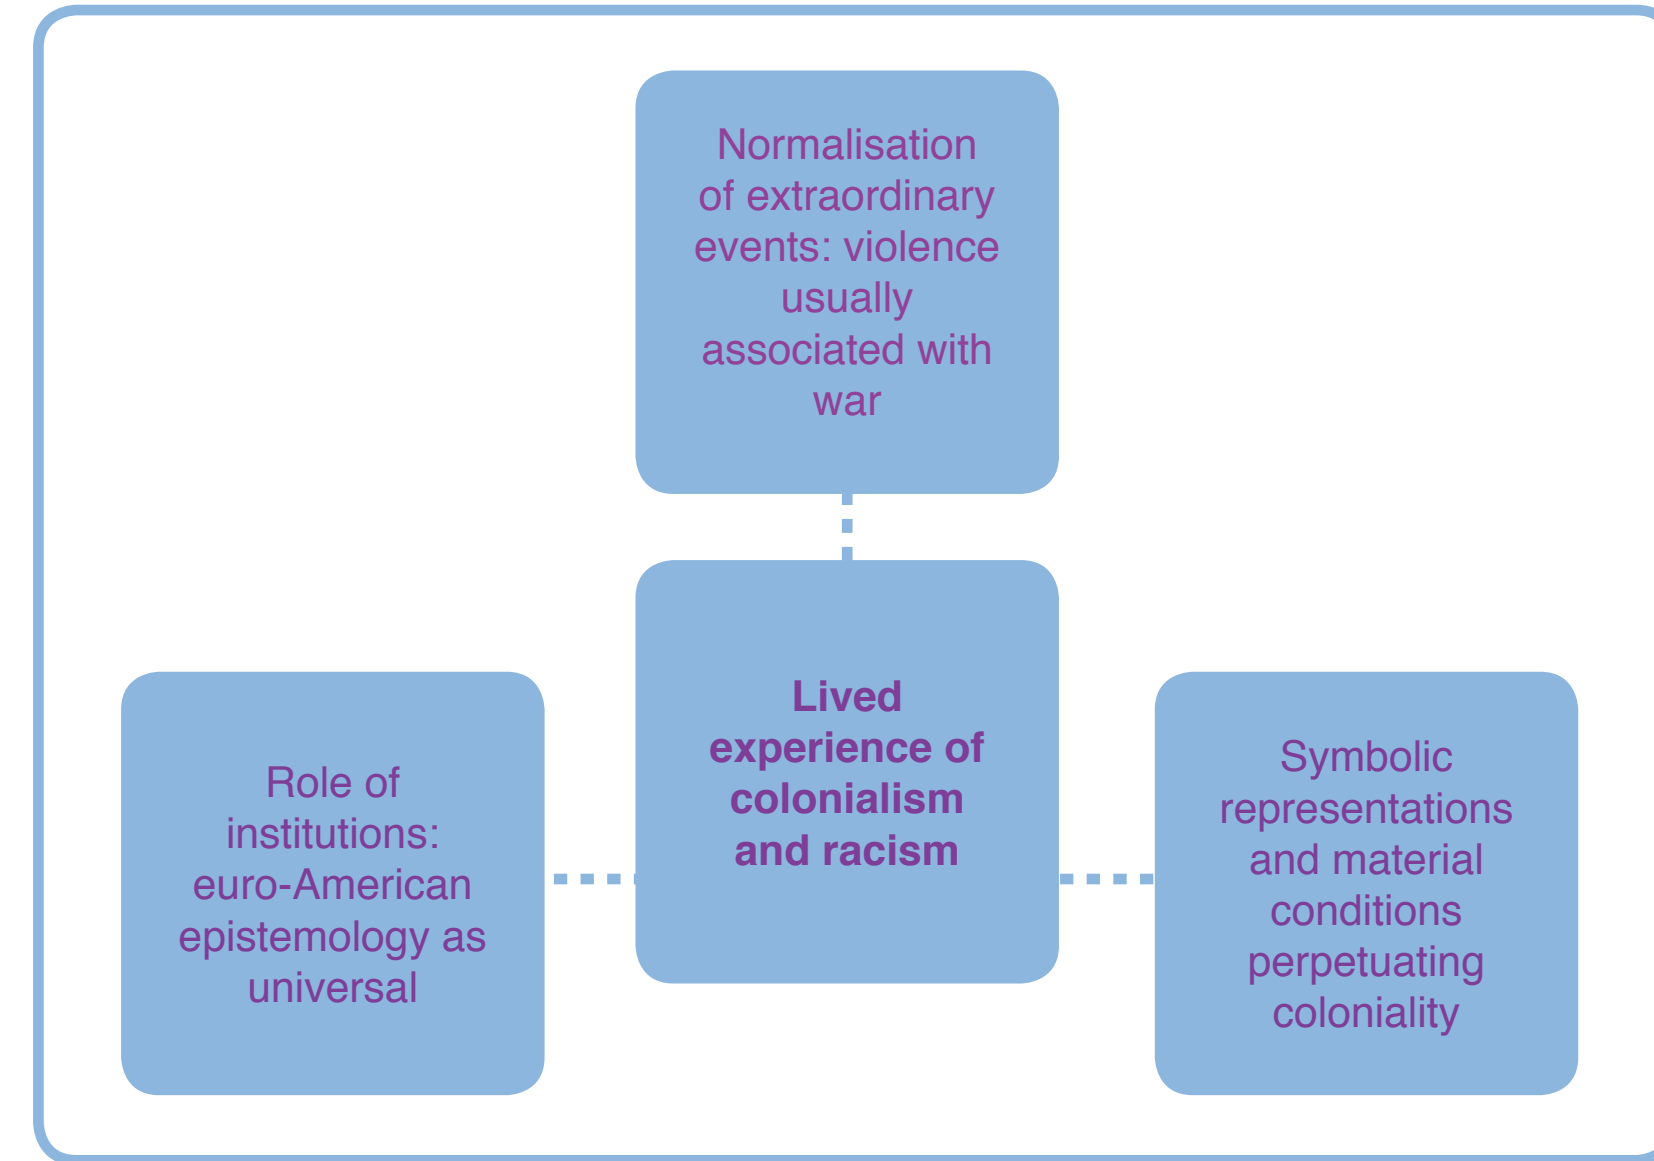 Normalisation
of extraordinary
events: violence
usually
associated with
war
Lived
experience of
colonialism
and racism
Role of
institutions:
euro-American
epistemology as
universal
Symbolic
representations
and material
conditions
perpetuating
coloniality